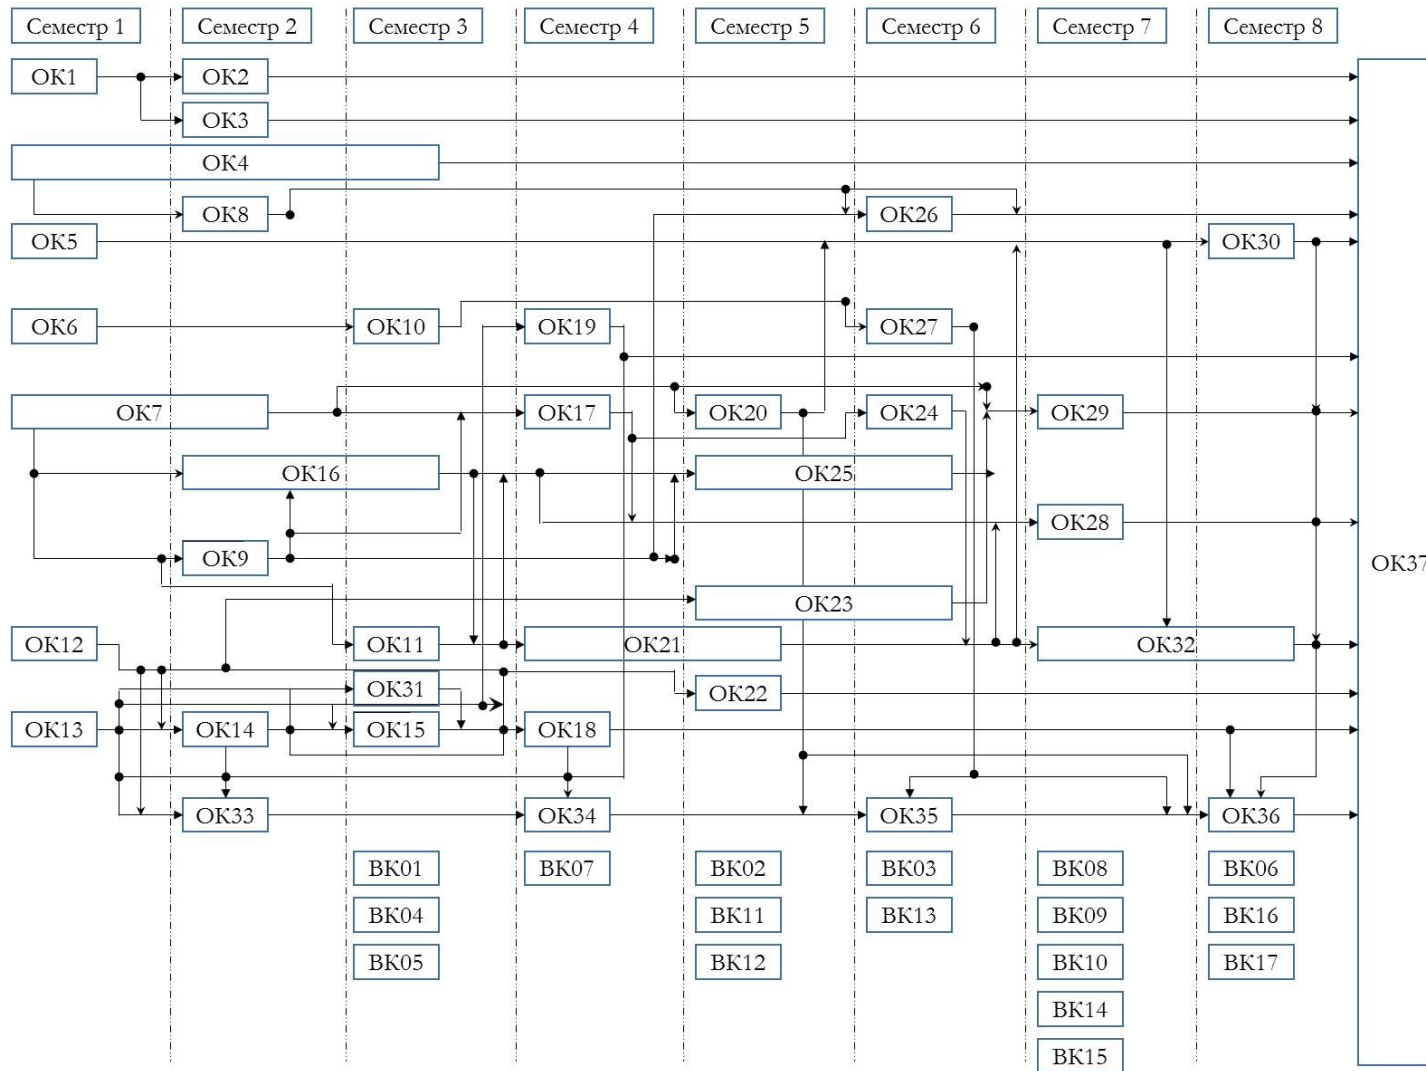 Семестр 1 Семестр 2 Семестр 3 Семестр 4 Семестр 5 Семестр 6 Семестр 7 Семестр 8
ОК1 ОК2
ОК3
ОК4
ОК8 ОК26
ОК5 ОК30
ОК6 ОК10 ОК19 ОК27
ОК7 ОК17 ОК20 ОК24 ОК29
ОК16 ОК25
ОК28
ОК9 ОК37
ОК23
ОК12 ОК11 ОК21 ОК32
ОК31 ОК22
ОК13 ОК14 ОК15 ОК18
ОК33 ОК34 ОК35 ОК36
ВК01 ВК07 ВК02 ВК03 ВК08 ВК06
ВК04 ВК11 ВК13 ВК09 ВК16
ВК05 ВК12 ВК10 ВК17
ВК14
ВК15